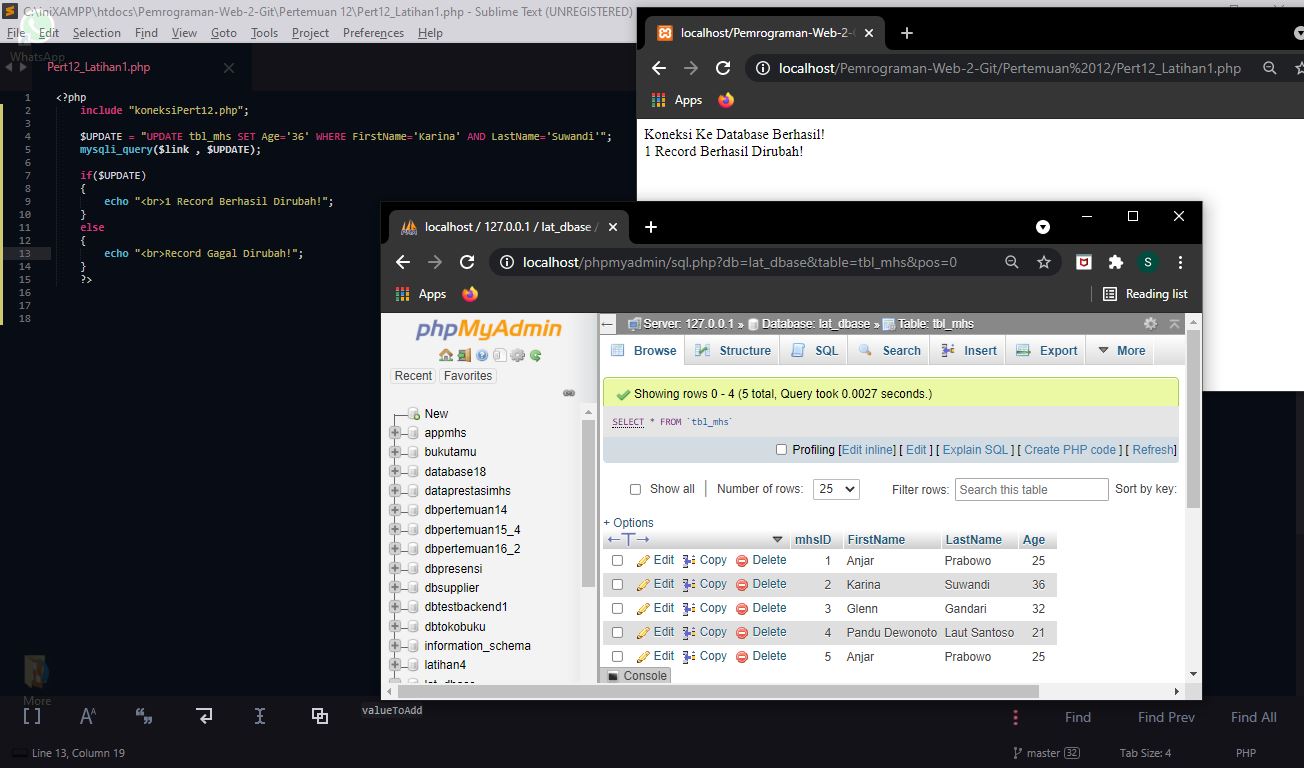 C:\iniXAMPP\htdocs\Pemrograman-Web-2-Git\Pertemuan 12\Pert12_Latihan1.php - Sublime Text (UNREGISTERED)
File Edit Selection Find View Goto Tools Project Preferences Help
WhatsApp
Pert12_Latihan1.php
1 <?php
2 include "koneksiPert12.php";
3
4 $UPDATE = "UPDATE tbl_mhs SET Age='36' WHERE FirstName='Karina' AND LastName='Suwandi'";
5 mysqli_query($link , $UPDATE);
6
7 if($UPDATE)
8 {
9 echo "<br>1 Record Berhasil Dirubah!";
10 }
11 else
12 {
13 echo "<br>Record Gagal Dirubah!";
14 }
15 ?>
16
17
18
localhost/Pemrograman-Web-2-G
localhost/Pemrograman-Web-2-Git/Pertemuan%2012/Pert12_Latihan1.php
Apps
Koneksi Ke Database Berhasil!
1 Record Berhasil Dirubah!
localhost / 127.0.0.1 / lat_dbase /
localhost/phpmyadmin/sql.php?db=lat_dbase&table=tbl_mhs&pos=0
S
Apps
Reading list
phpMyAdmin
Recent Favorites
New
appmhs
bukutamu
database18
dataprestasimhs
dbpertemuan14
dbpertemuan15_4
dbpertemuan16_2
dbpresensi
dbsupplier
dbtestbackend1
dbtokobuku
information_schema
latihan4
lat_dbase
Server: 127.0.0.1 » Database: lat_dbase » Table: tbl_mhs
Browse Structure SQL Search Insert Export More
Showing rows 0 - 4 (5 total, Query took 0.0027 seconds.)
SELECT * FROM `tbl_mhs`
Profiling [Edit inline] [ Edit ] [ Explain SQL ] [ Create PHP code ] [ Refresh]
Show all | Number of rows: 25 Filter rows: Search this table Sort by key:
+ Options
mhsID FirstName LastName Age
Edit Copy Delete 1 Anjar Prabowo 25
Edit Copy Delete 2 Karina Suwandi 36
Edit Copy Delete 3 Glenn Gandari 32
Edit Copy Delete 4 Pandu Dewonoto Laut Santoso 21
Edit Copy Delete 5 Anjar Prabowo 25
Console
More
valueToAdd
Find Find Prev Find All
Line 13, Column 19
master 32 Tab Size: 4 PHP